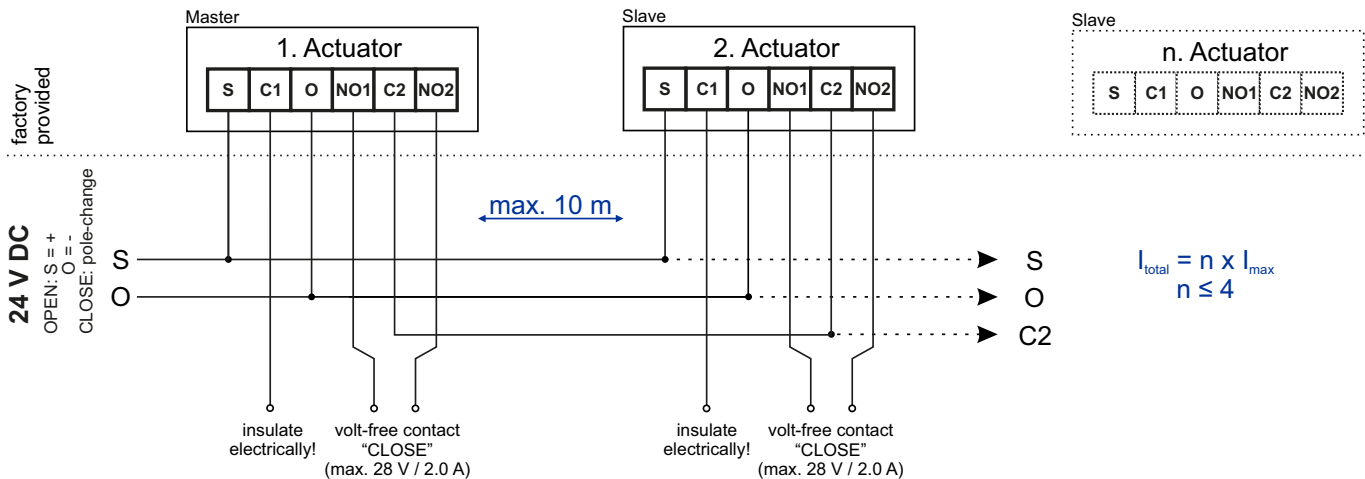 Master
1. Actuator
S C1 O NO1 C2 NO2
Slave
2. Actuator
S C1 O NO1 C2 NO2
Slave
n. Actuator
S C1 O NO1 C2 NO2
factory
provided
24 V DC
OPEN: S = +
O = -
CLOSE: pole-change
max. 10 m
S
O
S
O
C2
I_total = n x I_max
n ≤ 4
insulate
electrically!
volt-free contact
“CLOSE”
(max. 28 V / 2.0 A)
insulate
electrically!
volt-free contact
“CLOSE”
(max. 28 V / 2.0 A)